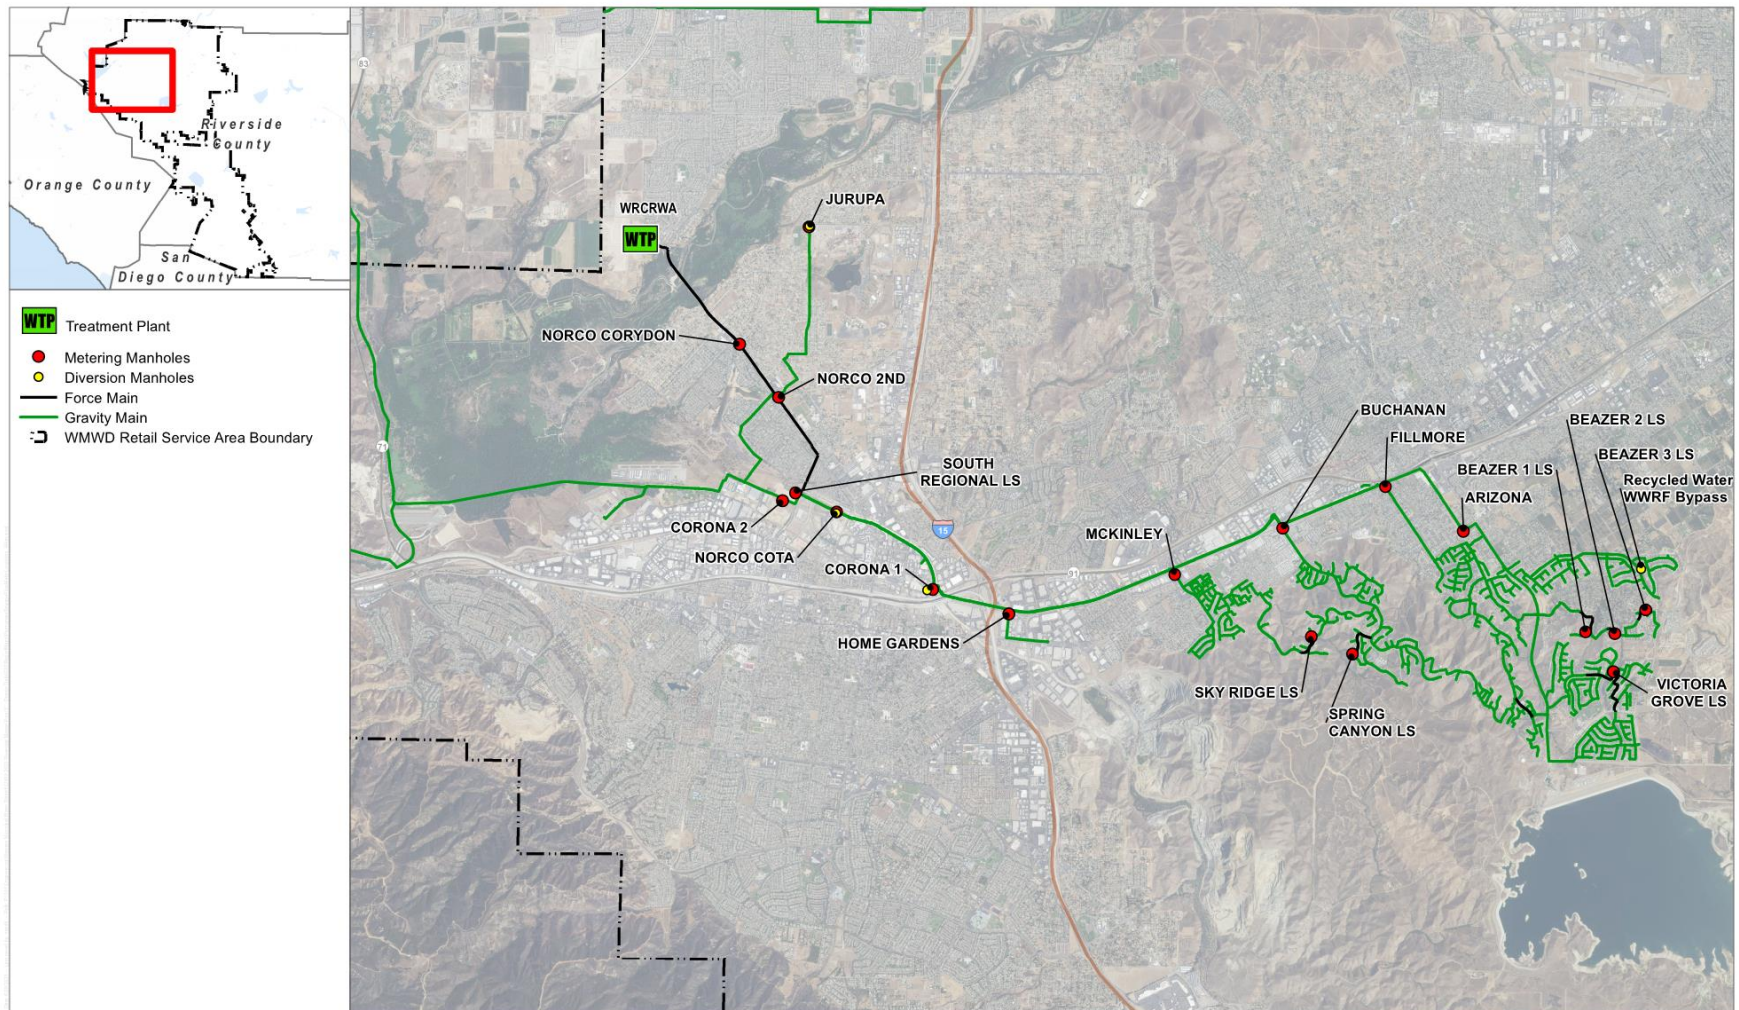 Riverside
County
Orange County
San
Diego County
WTP
Treatment Plant
Metering Manholes
Diversion Manholes
Force Main
Gravity Main
WMWD Retail Service Area Boundary
83
WRCRWA
WTP
JURUPA
NORCO CORYDON
NORCO 2ND
71
SOUTH
REGIONAL LS
CORONA 2
NORCO COTA
15
CORONA 1
HOME GARDENS
91
MCKINLEY
BUCHANAN
FILLMORE
BEAZER 2 LS
BEAZER 1 LS
BEAZER 3 LS
Recycled Water
WWRF Bypass
ARIZONA
SKY RIDGE LS
SPRING
CANYON LS
VICTORIA
GROVE LS